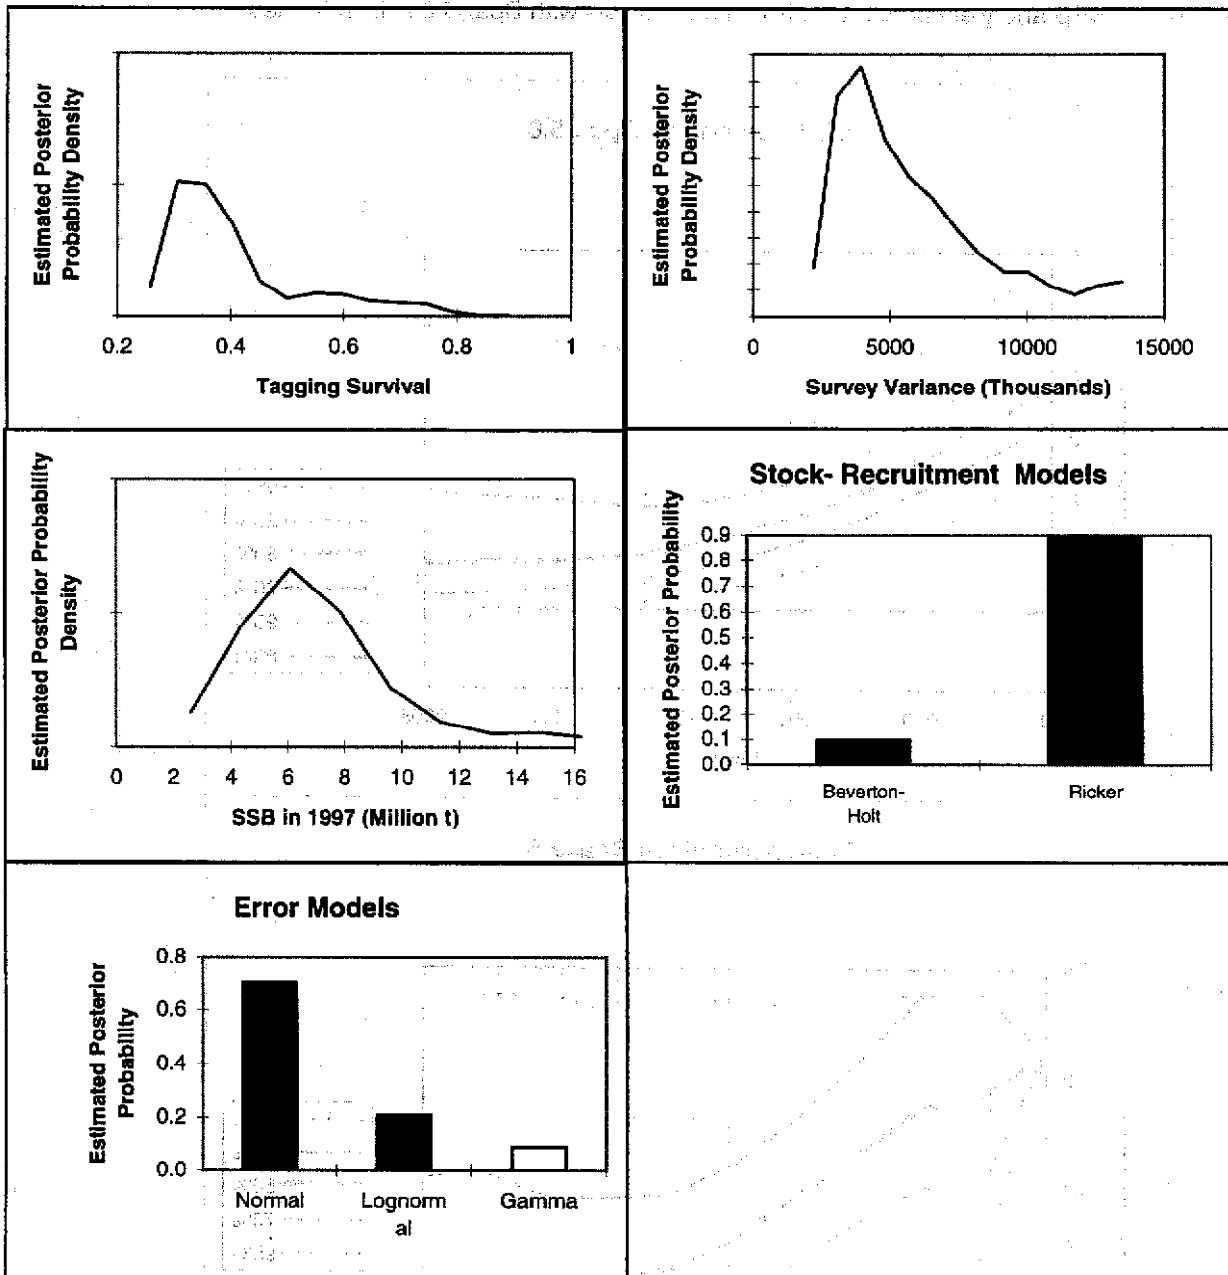 Estimated Posterior
Probability Density
0.2 0.4 0.6 0.8 1
Tagging Survival
Estimated Posterior
Probability Density
0 5000 10000 15000
Survey Variance (Thousands)
Estimated Posterior Probability
Density
0 2 4 6 8 10 12 14 16
SSB in 1997 (Million t)
Stock- Recruitment Models
Estimated Posterior Probability
0.9
0.8
0.7
0.6
0.5
0.4
0.3
0.2
0.1
0.0
Beverton-
Holt
Ricker
Error Models
Estimated Posterior
Probability
0.8
0.6
0.4
0.2
0.0
Normal
Lognorm
al
Gamma